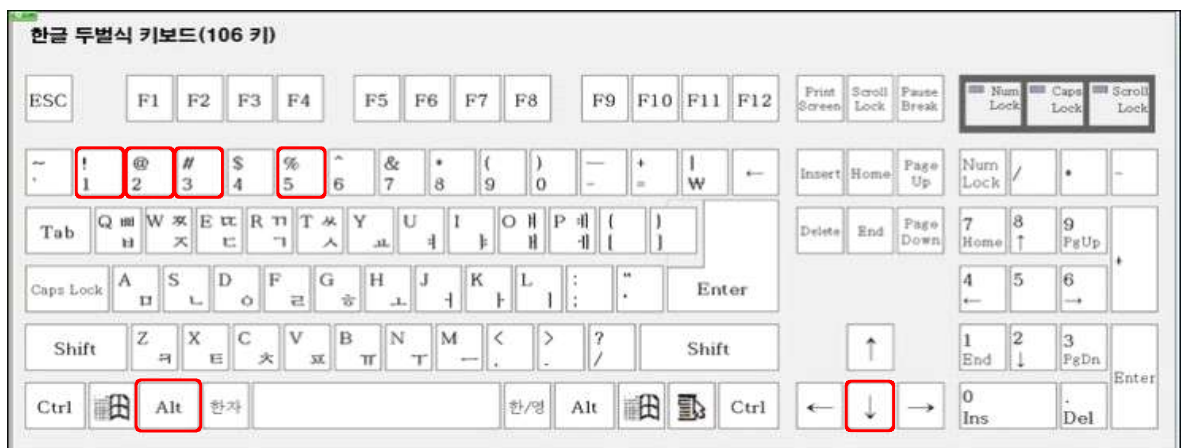 한글 두벌식 키보드(106 키)
ESC F1 F2 F3 F4 F5 F6 F7 F8 F9 F10 F11 F12 Print Screen Scroll Lock Pause Break Num Lock Caps Lock Scroll Lock
~ ` ! 1 @ 2 # 3 $ 4 % 5 ^ 6 & 7 * 8 ( 9 ) 0 — - + = | ₩ ← Insert Home Page Up Num Lock / * -
Tab Q ㅃ ㅂ W ㅉ ㅈ E ㄸ ㄷ R ㄲ ㄱ T ㅆ ㅅ Y ㅛ U ㅕ I ㅑ O ㅒ ㅐ P ㅖ ㅔ { [ } ] Delete End Page Down 7 Home 8 ↑ 9 PgUp +
Caps Lock A ㅁ S ㄴ D ㅇ F ㄹ G ㅎ H ㅗ J ㅓ K ㅏ L ㅣ : ; " ' Enter 4 ← 5 6 →
Shift Z ㅋ X ㅌ C ㅊ V ㅍ B ㅠ N ㅜ M ㅡ < , > . ? / Shift ↑ 1 End 2 ↓ 3 PgDn Enter
Ctrl Alt 한자 한/영 Alt Ctrl ← ↓ → 0 Ins . Del